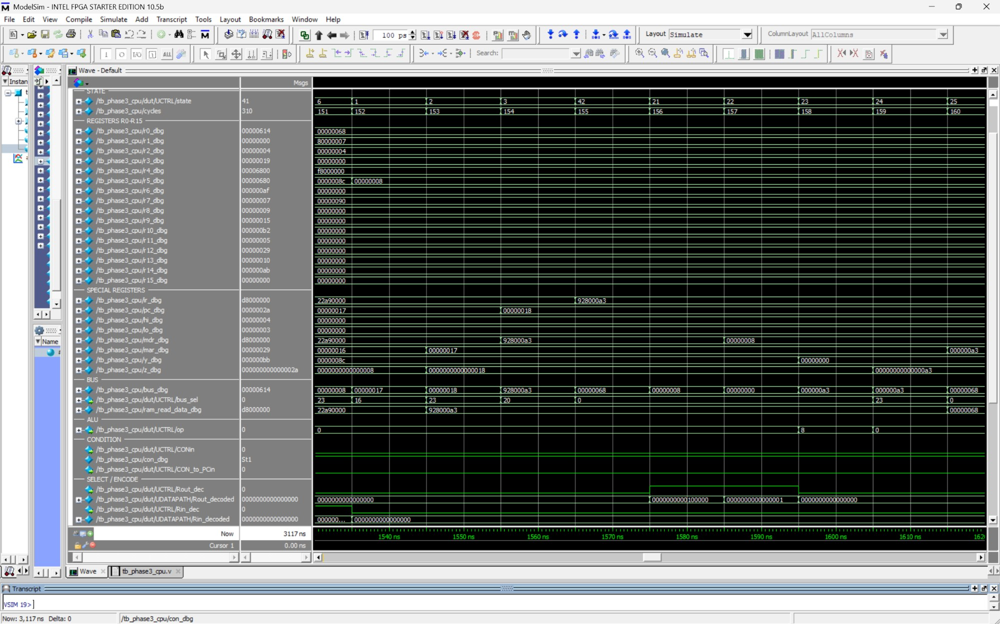 ModelSim - INTEL FPGA STARTER EDITION 10.5b
File Edit View Compile Simulate Add Transcript Tools Layout Bookmarks Window Help
100 ps Layout Simulate ColumnLayout AllColumns
ALL Search:
Instan
Wave - Default
Msgs
STATE
/tb_phase3_cpu/dut/UCTRL/state 41 6 1 2 3 42 21 22 23 24 25
/tb_phase3_cpu/cycles 310 151 152 153 154 155 156 157 158 159 160
REGISTERS R0-R15
/tb_phase3_cpu/r0_dbg 00000614 00000068
/tb_phase3_cpu/r1_dbg 00000000 80000007
/tb_phase3_cpu/r2_dbg 00000004 00000004
/tb_phase3_cpu/r3_dbg 00000019 00000000
/tb_phase3_cpu/r4_dbg 00006800 f8000000
/tb_phase3_cpu/r5_dbg 00000680 0000008c 00000008
/tb_phase3_cpu/r6_dbg 000000af 00000000
/tb_phase3_cpu/r7_dbg 00000007 00000090
/tb_phase3_cpu/r8_dbg 00000009 00000000
/tb_phase3_cpu/r9_dbg 00000015 00000000
/tb_phase3_cpu/r10_dbg 000000b2 00000000
/tb_phase3_cpu/r11_dbg 00000005 00000000
/tb_phase3_cpu/r12_dbg 00000029 00000000
/tb_phase3_cpu/r13_dbg 00000010 00000000
/tb_phase3_cpu/r14_dbg 000000ab 00000000
/tb_phase3_cpu/r15_dbg 00000000 00000000
SPECIAL REGISTERS
/tb_phase3_cpu/ir_dbg d8000000 22a90000 928000a3
/tb_phase3_cpu/pc_dbg 0000002a 00000017 00000018
/tb_phase3_cpu/hi_dbg 00000004 00000000
/tb_phase3_cpu/lo_dbg 00000003 00000000
/tb_phase3_cpu/mdr_dbg d8000000 22a90000 928000a3 00000008
/tb_phase3_cpu/mar_dbg 00000029 00000016 00000017 000000a3
/tb_phase3_cpu/y_dbg 000000bb 0000008c 00000000
/tb_phase3_cpu/z_dbg 000000000000002a 0000000000000008 0000000000000018 00000000000000a3
BUS
/tb_phase3_cpu/bus_dbg 00000614 00000008 00000017 00000018 928000a3 00000068 00000008 00000000 000000a3 000000a3 00000068
/tb_phase3_cpu/dut/UCTRL/bus_sel 0 23 16 23 20 0 23 0
/tb_phase3_cpu/ram_read_data_dbg d8000000 22a90000 928000a3 00000068
ALU
/tb_phase3_cpu/dut/UCTRL/op 0 0 8 0
CONDITION
/tb_phase3_cpu/dut/UCTRL/CONin 0
/tb_phase3_cpu/con_dbg St1
/tb_phase3_cpu/dut/UCTRL/CON_to_PCin 0
SELECT / ENCODE
/tb_phase3_cpu/dut/UCTRL/Rout_dec 0
/tb_phase3_cpu/dut/UDATAPATH/Rout_decoded 0000000000000000 0000000000000000 0000000000100000 0000000000000001 0000000000000000
/tb_phase3_cpu/dut/UCTRL/Rin_dec 0
/tb_phase3_cpu/dut/UDATAPATH/Rin_decoded 0000000000000000 000000... 0000000000000000
Name
Now 3117 ns 1540 ns 1550 ns 1560 ns 1570 ns 1580 ns 1590 ns 1600 ns 1610 ns
Cursor 1 0.00 ns
Wave tb_phase3_cpu.v
Transcript
VSIM 19>
Now: 3,117 ns Delta: 0 /tb_phase3_cpu/con_dbg